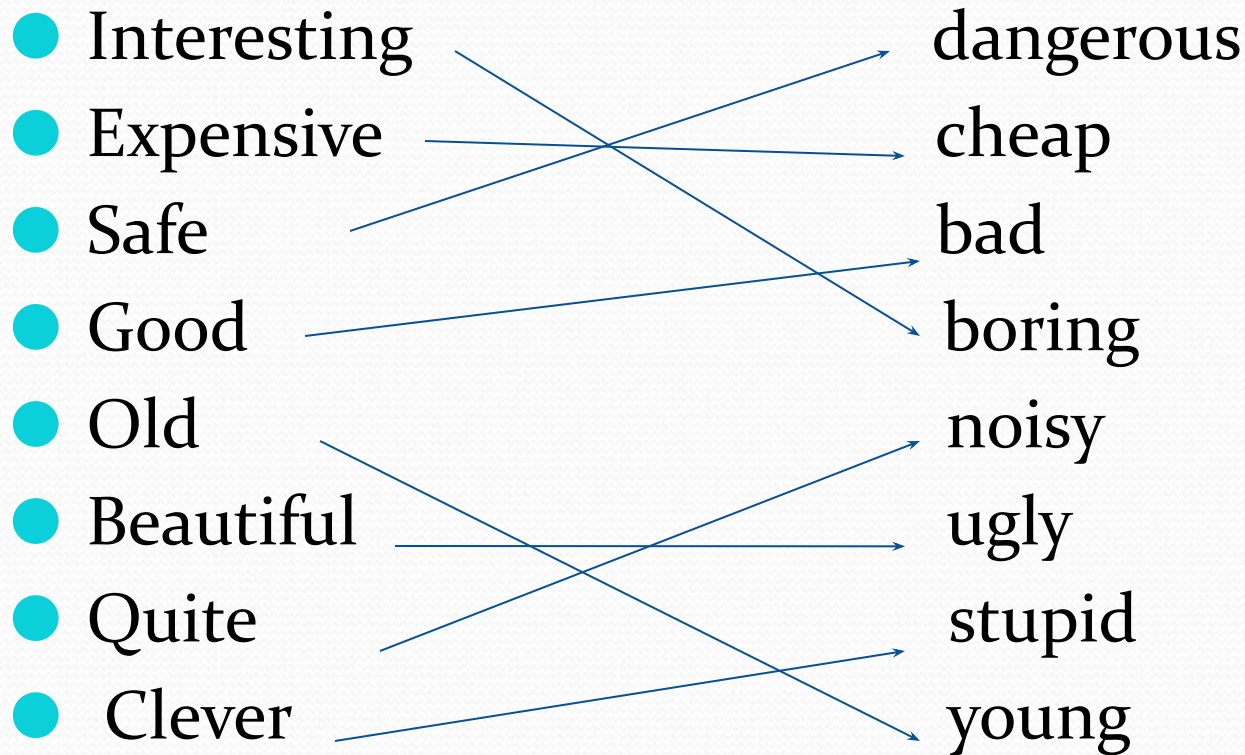 Interesting dangerous
Expensive cheap
Safe bad
Good boring
Old noisy
Beautiful ugly
Quite stupid
Clever young